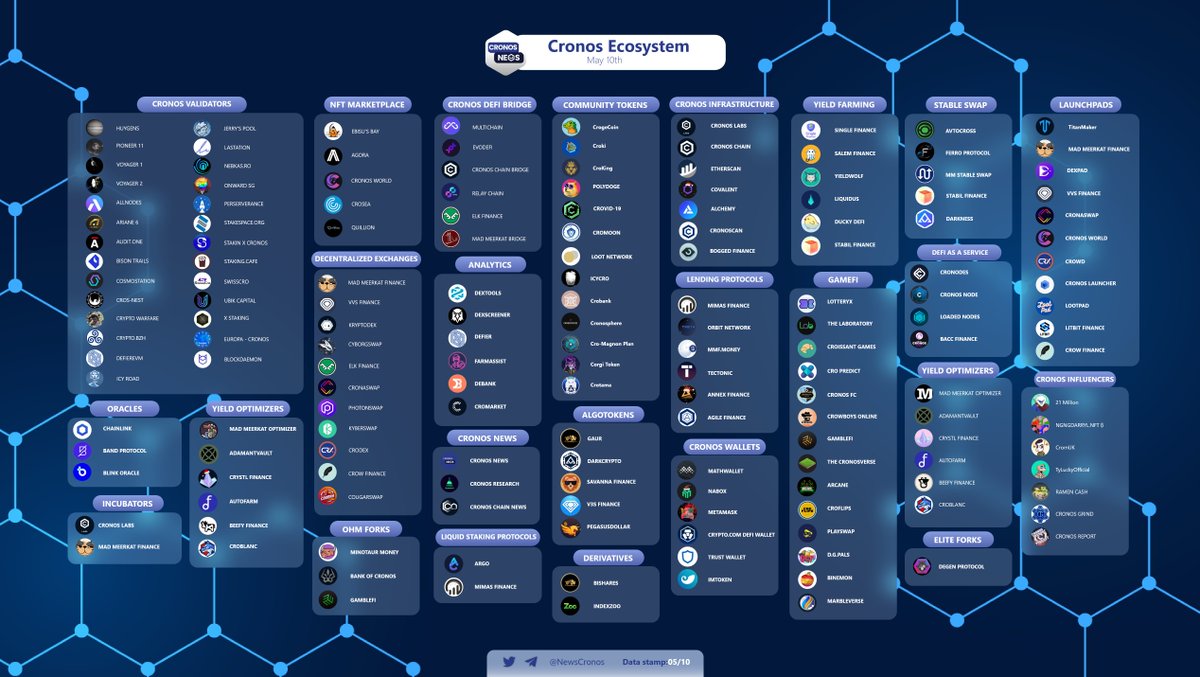 CRONOS
NEWS
Cronos Ecosystem
May 10th
CRONOS VALIDATORS
HUYGENS
PIONEER 11
VOYAGER 1
VOYAGER 2
ALLNODES
ARIANE 6
AUDIT.ONE
BISON TRAILS
COSMOSTATION
CROS-NEST
CRYPTO WARFARE
CRYPTO BZH
DEFIEREVM
ICY ROAD
JERRY'S POOL
LASTATION
NEBKAS.RO
ONWARD SG
PERSERVERANCE
STAKESPACE.ORG
STAKIN X CRONOS
STAKING.CAFE
SWISSCRO
UBIK CAPITAL
X STAKING
EUROPA - CRONOS
BLOCKDAEMON
ORACLES
CHAINLINK
BAND PROTOCOL
BLINK ORACLE
INCUBATORS
CRONOS LABS
MAD MEERKAT FINANCE
YIELD OPTIMIZERS
MAD MEERKAT OPTIMIZER
ADAMANTVAULT
CRYSTL FINANCE
AUTOFARM
BEEFY FINANCE
CROBLANC
NFT MARKETPLACE
EBISU'S BAY
AGORA
CRONOS WORLD
CROSEA
QUILLION
DECENTRALIZED EXCHANGES
MAD MEERKAT FINANCE
VVS FINANCE
KRYPTODEX
CYBORGSWAP
ELK FINANCE
CRONASWAP
PHOTONSWAP
KYBERSWAP
CRODEX
CROW FINANCE
COUGARSWAP
OHM FORKS
MINOTAUR MONEY
BANK OF CRONOS
GAMBLEFI
CRONOS DEFI BRIDGE
MULTICHAIN
EVODEFI
CRONOS CHAIN BRIDGE
RELAY CHAIN
ELK FINANCE
MAD MEERKAT BRIDGE
ANALYTICS
DEXTOOLS
DEXSCREENER
DEFIER
FARMASSIST
DEBANK
CROMARKET
CRONOS NEWS
CRONOS NEWS
CRONOS RESEARCH
CRONOS CHAIN NEWS
LIQUID STAKING PROTOCOLS
ARGO
MIMAS FINANCE
COMMUNITY TOKENS
CrogeCoin
Croki
CroKing
POLYDOGE
CROVID-19
CROMOON
LOOT NETWORK
ICYCRO
Crobunk
Cronosphere
Cro-Magnon Plan
Corgi Token
Crotama
ALGOTOKENS
GAUR
DARKCRYPTO
SAVANNA FINANCE
V3S FINANCE
PEGASUSDOLLAR
DERIVATIVES
BISHARES
Zoo
INDEXZOO
CRONOS INFRASTRUCTURE
CRONOS LABS
CRONOS CHAIN
ETHERSCAN
COVALENT
ALCHEMY
CRONOSCAN
BOGGED FINANCE
LENDING PROTOCOLS
MIMAS FINANCE
ORBIT NETWORK
MMF.MONEY
TECTONIC
ANNEX FINANCE
AGILE FINANCE
CRONOS WALLETS
MATHWALLET
NABOX
METAMASK
CRYPTO.COM DEFI WALLET
TRUST WALLET
IMTOKEN
YIELD FARMING
SINGLE FINANCE
SALEM FINANCE
YIELDWOLF
LIQUIDUS
DUCKY DEFI
STABIL FINANCE
GAMEFI
LOTTERYX
THE LABORATORY
CROISSANT GAMES
CRO PREDICT
CRONOS FC
CROWBOYS ONLINE
GAMBLEFI
THE CRONOSVERSE
ARCANE
CROFLIPS
PLAYSWAP
D.G.PALS
BINEMON
MARBLEVERSE
STABLE SWAP
AVTOCROSS
FERRO PROTOCOL
MM STABLE SWAP
STABIL FINANCE
DARKNESS
DEFI AS A SERVICE
CRONODES
CRONOS NODE
LOADED NODES
BACC FINANCE
YIELD OPTIMIZERS
MAD MEERKAT OPTIMIZER
ADAMANTVAULT
CRYSTL FINANCE
AUTOFARM
BEEFY FINANCE
CROBLANC
ELITE FORKS
DEGEN PROTOCOL
LAUNCHPADS
TitanMaker
MAD MEERKAT FINANCE
DEXPAD
VVS FINANCE
CRONASWAP
CRONOS WORLD
CROWD
CRONOS LAUNCHER
LOOTPAD
LITBIT FINANCE
CROW FINANCE
CRONOS INFLUENCERS
21 Million
NGNGDARRYL.NFT
CromUK
TyLuckyOfficial
RAMEN CASH
CRONOS GRIND
CRONOS REPORT
@NewsCronos
Data stamp:05/10